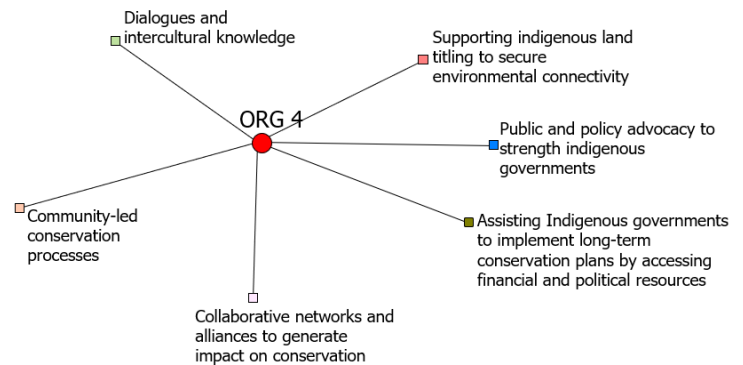 Dialogues and
intercultural knowledge
Supporting indigenous land
titling to secure
environmental connectivity
ORG 4
Public and policy advocacy to
strength indigenous
governments
Community-led
conservation
processes
Assisting Indigenous governments
to implement long-term
conservation plans by accessing
financial and political resources
Collaborative networks and
alliances to generate
impact on conservation